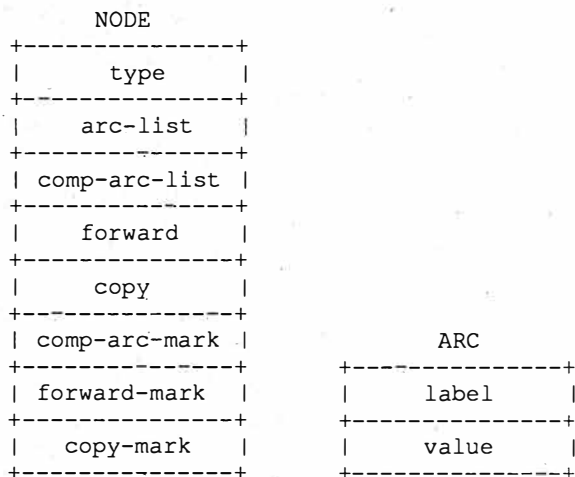 NODE
+---------------+
| type |
+---------------+
| arc-list |
+---------------+
| comp-arc-list |
+---------------+
| forward |
+---------------+
| copy |
+---------------+
| comp-arc-mark | ARC
+---------------+ +---------------+
| forward-mark | | label |
+---------------+ +---------------+
| copy-mark | | value |
+---------------+ +---------------+